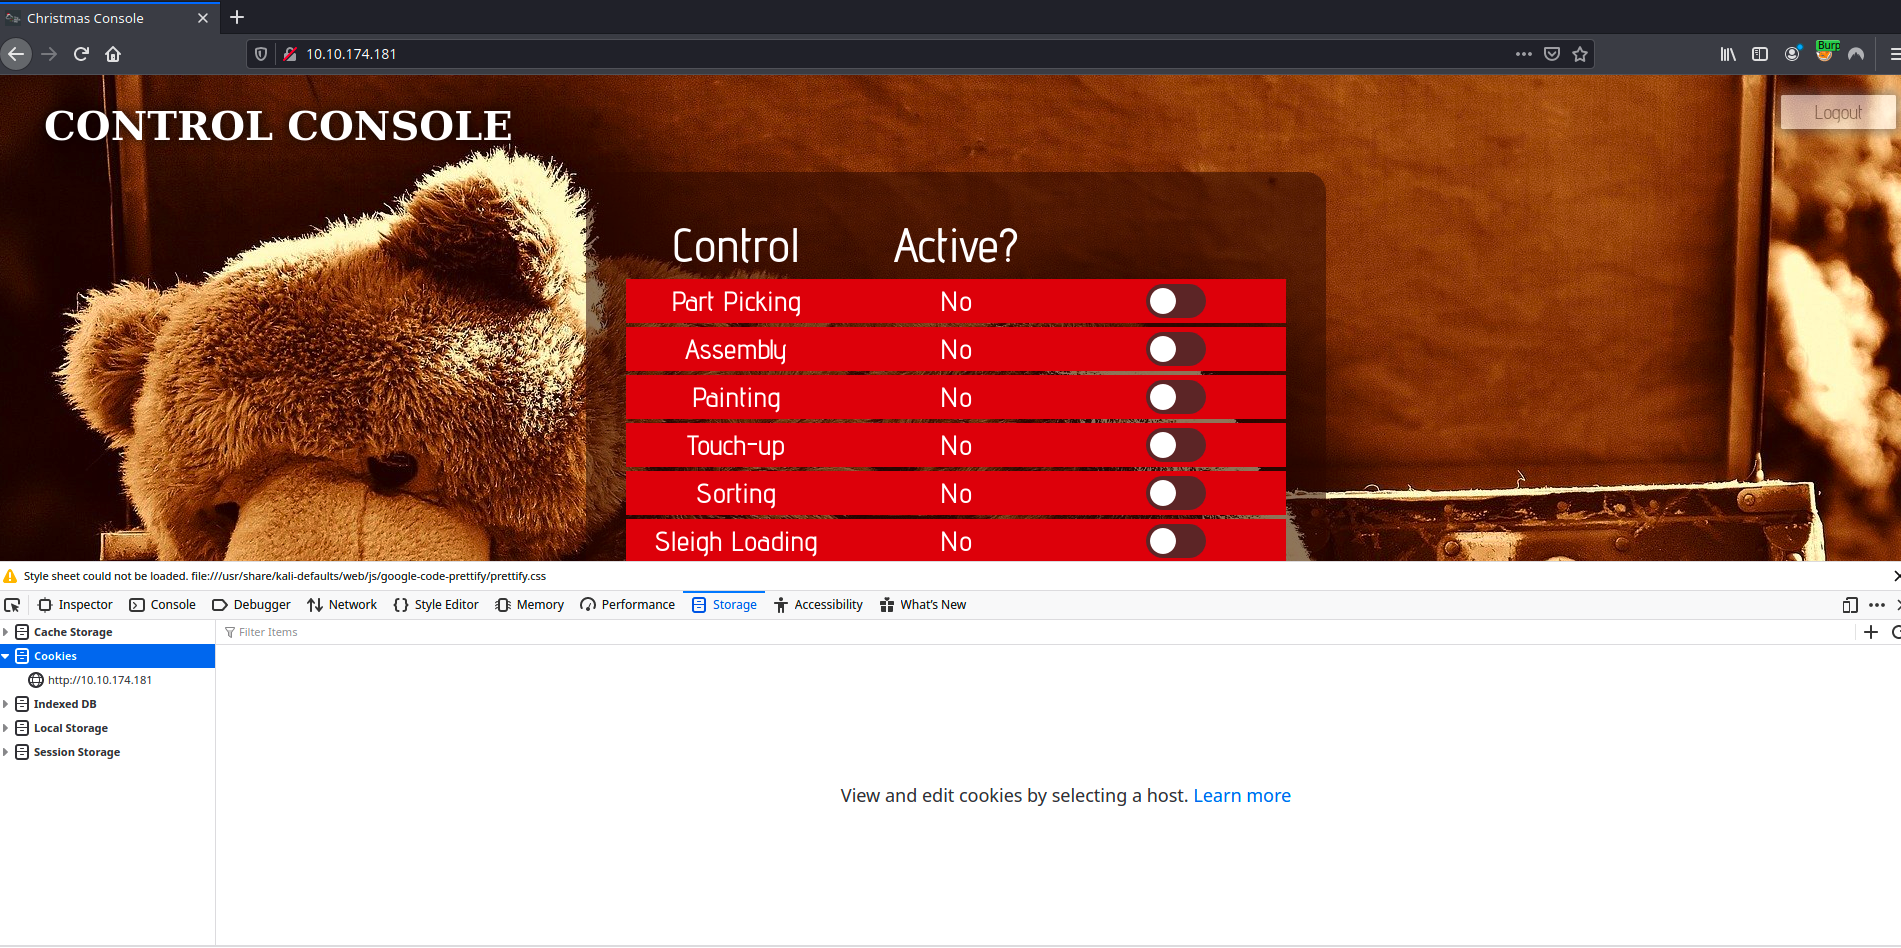 Christmas Console
10.10.174.181
Burp
CONTROL CONSOLE
Logout
Control Active?
Part Picking No
Assembly No
Painting No
Touch-up No
Sorting No
Sleigh Loading No
Style sheet could not be loaded. file:///usr/share/kali-defaults/web/js/google-code-prettify/prettify.css
Inspector Console Debugger Network Style Editor Memory Performance Storage Accessibility What's New
Cache Storage
Filter Items
Cookies
http://10.10.174.181
Indexed DB
Local Storage
Session Storage
View and edit cookies by selecting a host. Learn more